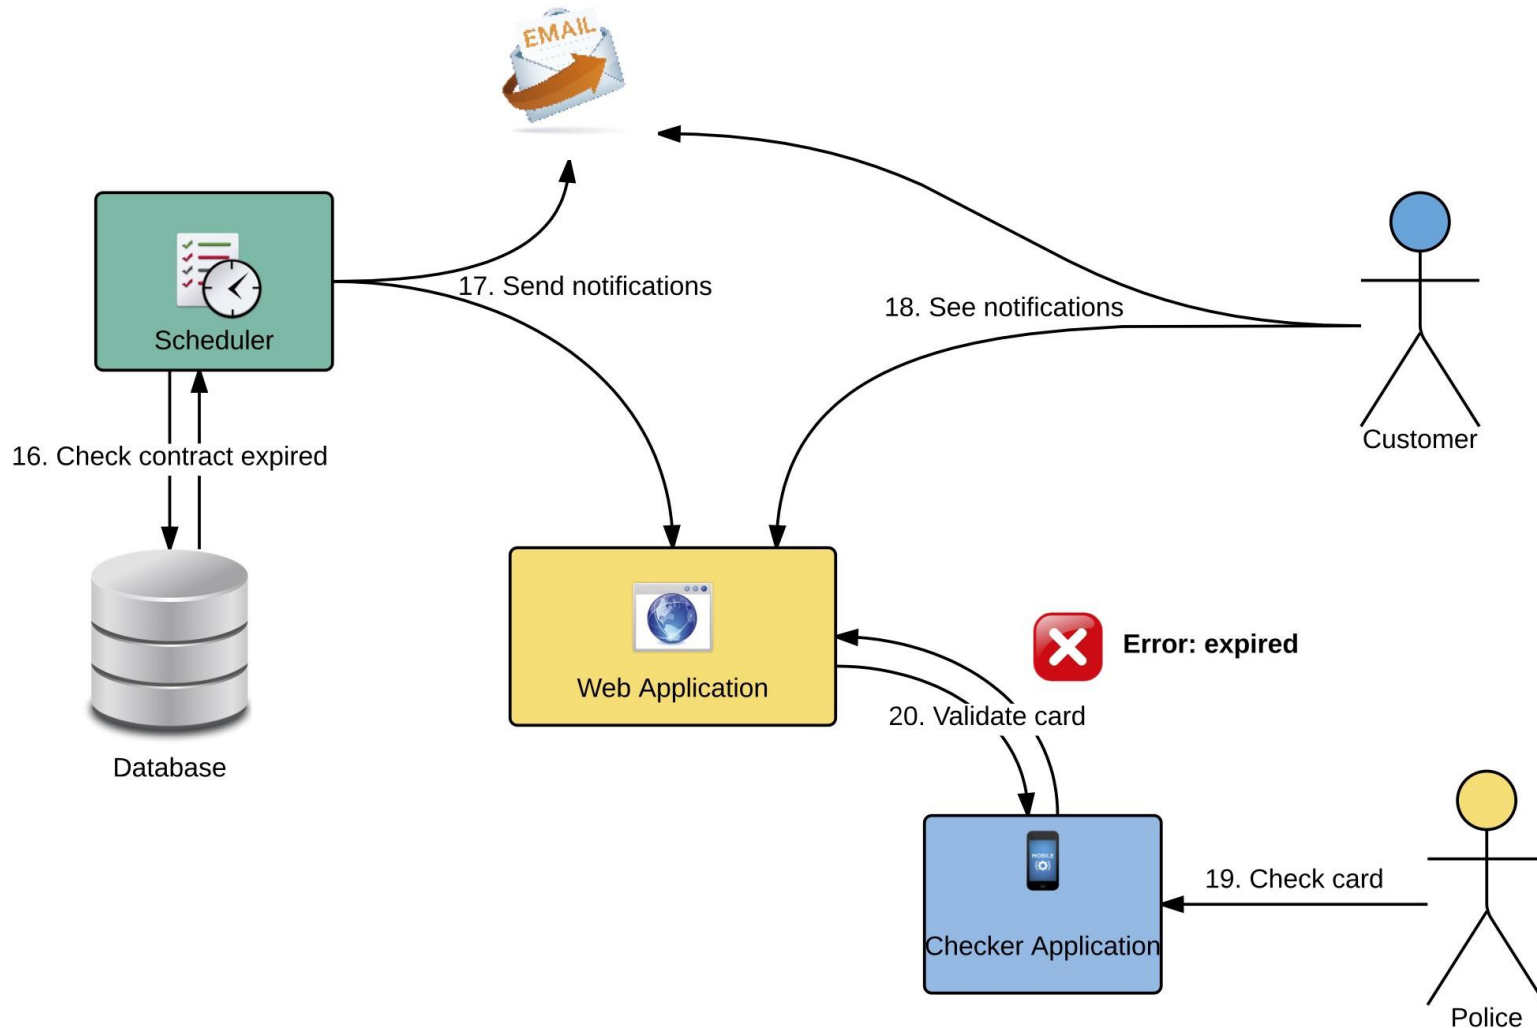 EMAIL
17. Send notifications
18. See notifications
Scheduler
Customer
16. Check contract expired
Error: expired
Web Application
20. Validate card
Database
MOBILE
19. Check card
Checker Application
Police